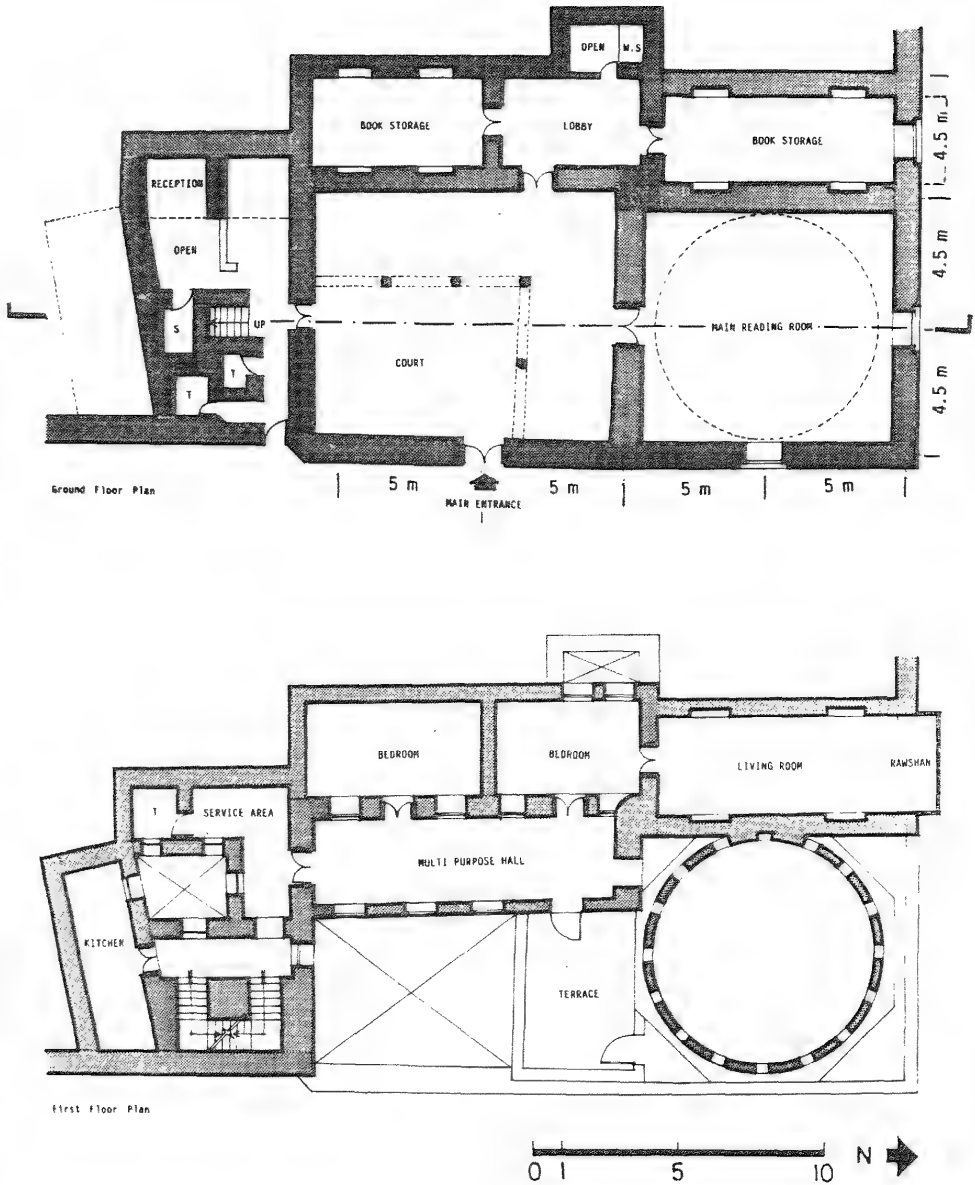 OPEN
W.S
BOOK STORAGE
LOBBY
BOOK STORAGE
4.5 m
RECEPTION
OPEN
4.5 m
S
UP
MAIN READING ROOM
COURT
T
T
4.5 m
Ground Floor Plan
5 m
5 m
5 m
5 m
MAIN ENTRANCE
BEDROOM
BEDROOM
LIVING ROOM
RAWSHAN
T
SERVICE AREA
MULTI PURPOSE HALL
KITCHEN
TERRACE
First Floor Plan
0 1 5 10
N